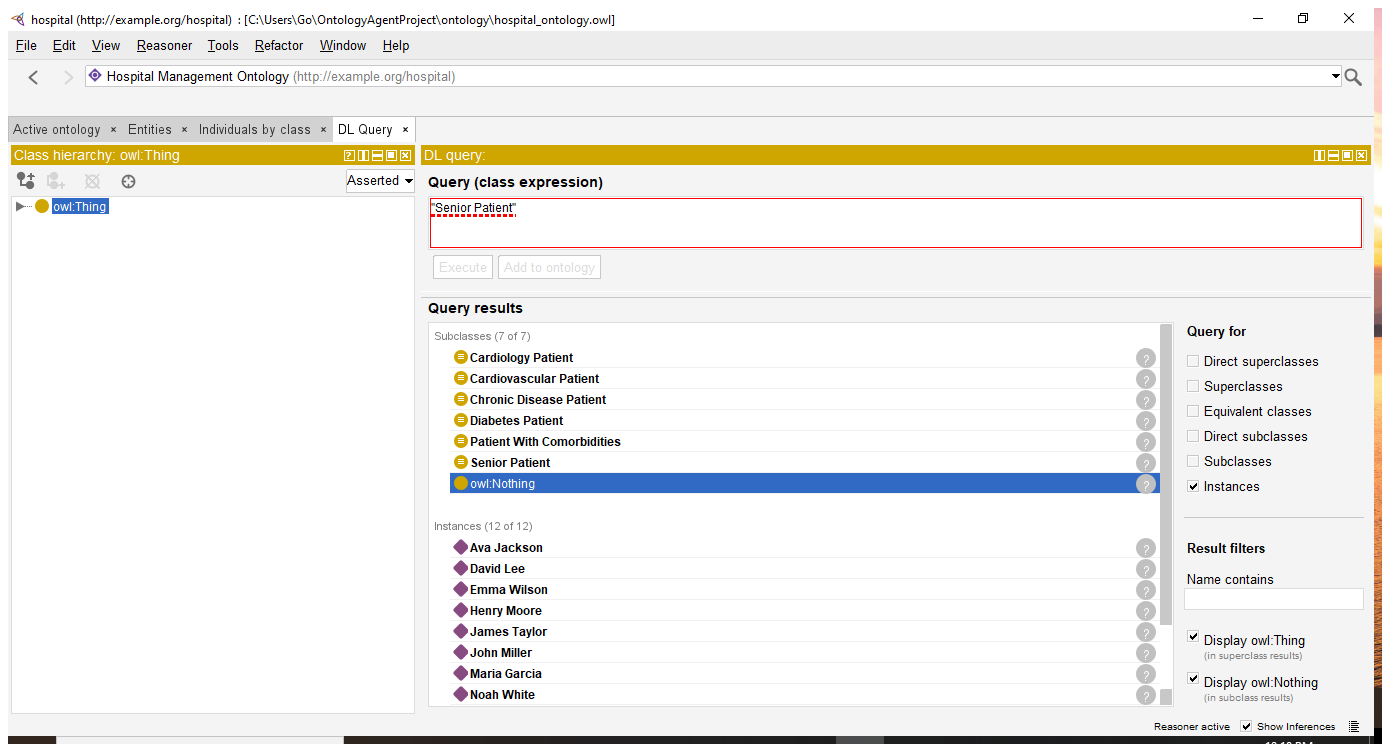 hospital (http://example.org/hospital) : [C:\Users\Go\OntologyAgentProject\ontology\hospital_ontology.owl]
File Edit View Reasoner Tools Refactor Window Help
Hospital Management Ontology (http://example.org/hospital)
Active ontology × Entities × Individuals by class × DL Query ×
Class hierarchy: owl:Thing
Asserted
owl:Thing
DL query:
Query (class expression)
"Senior Patient"
Execute Add to ontology
Query results
Subclasses (7 of 7)
Cardiology Patient
Cardiovascular Patient
Chronic Disease Patient
Diabetes Patient
Patient With Comorbidities
Senior Patient
owl:Nothing
Instances (12 of 12)
Ava Jackson
David Lee
Emma Wilson
Henry Moore
James Taylor
John Miller
Maria Garcia
Noah White
Query for
Direct superclasses
Superclasses
Equivalent classes
Direct subclasses
Subclasses
Instances
Result filters
Name contains
Display owl:Thing
(in superclass results)
Display owl:Nothing
(in subclass results)
Reasoner active Show Inferences